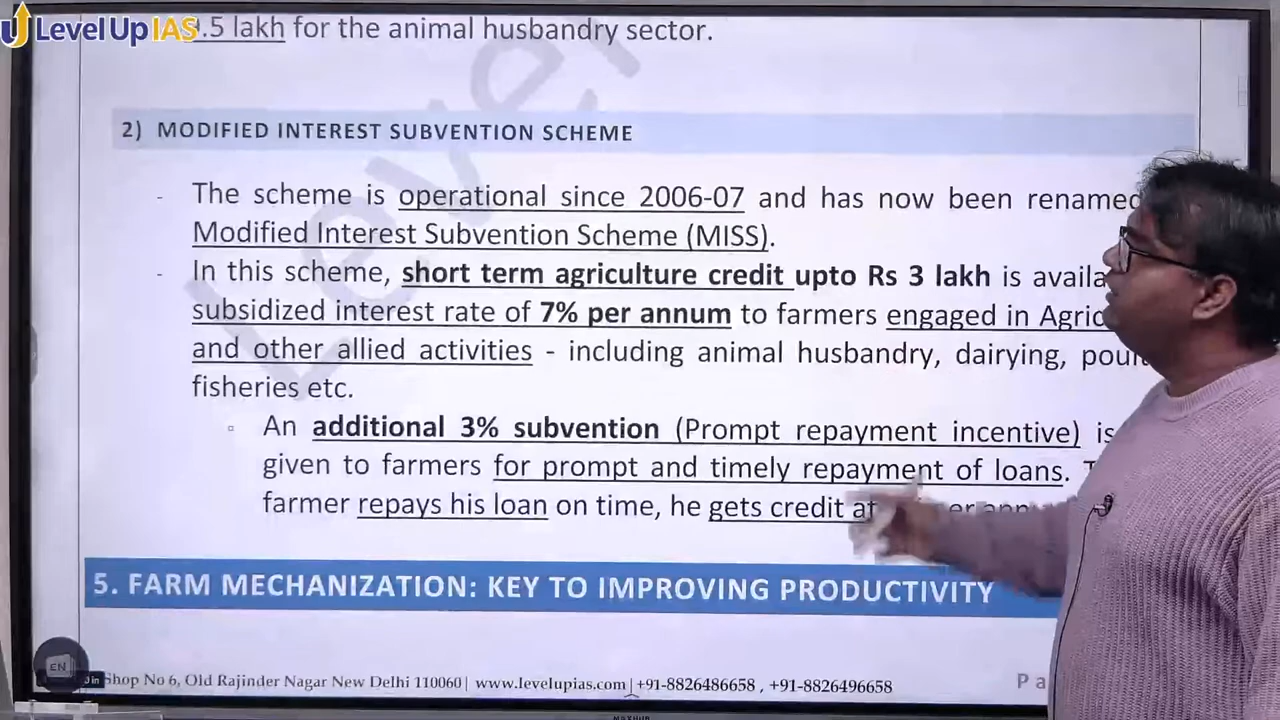 Level Up IAS
.5 lakh for the animal husbandry sector.
2) MODIFIED INTEREST SUBVENTION SCHEME
- The scheme is operational since 2006-07 and has now been renamed
Modified Interest Subvention Scheme (MISS).
- In this scheme, short term agriculture credit upto Rs 3 lakh is
subsidized interest rate of 7% per annum to farmers engaged in
and other allied activities - including animal husbandry, dairying,
fisheries etc.
An additional 3% subvention (Prompt repayment incentive) is
given to farmers for prompt and timely repayment of loans.
farmer repays his loan on time, he gets credit at
5. FARM MECHANIZATION: KEY TO IMPROVING PRODUCTIVITY
EN
Shop No 6, Old Rajinder Nagar New Delhi 110060| www.levelupias.com| +91-8826486658 , +91-8826496658